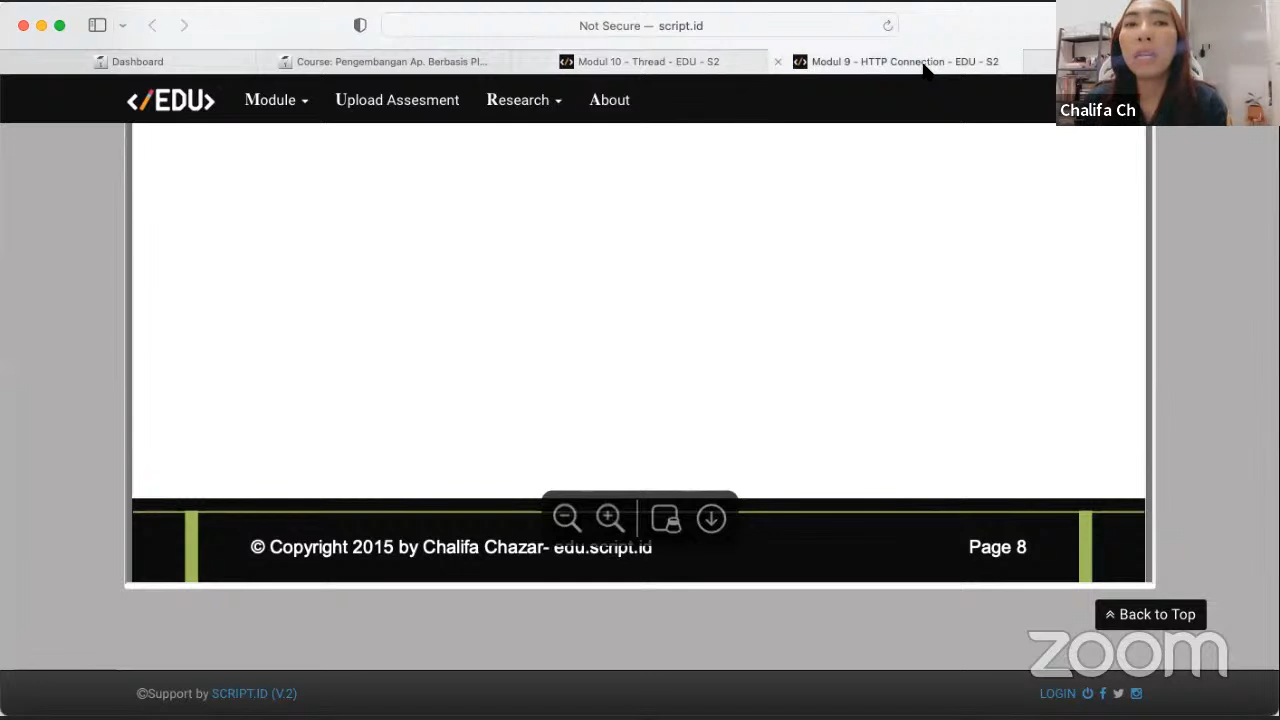 Not Secure — script.id
Dashboard
Course: Pengembangan Ap. Berbasis Pl...
Modul 10 - Thread - EDU - S2
Modul 9 - HTTP Connection - EDU - S2
</EDU>
Module
Upload Assesment
Research
About
Chalifa Ch
© Copyright 2015 by Chalifa Chazar- edu.script.id
Page 8
Back to Top
zoom
©Support by SCRIPT.ID (V.2)
LOGIN